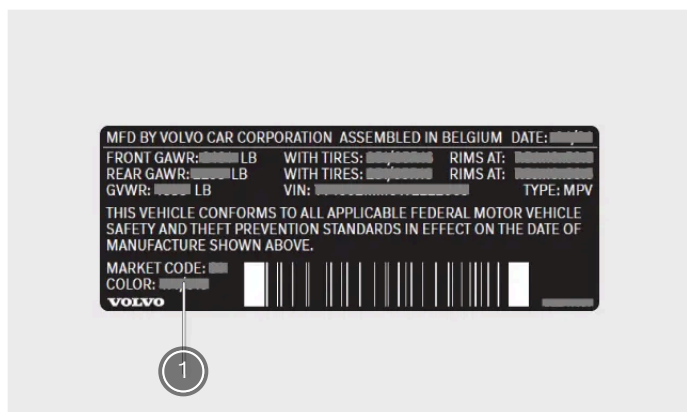 MFD BY VOLVO CAR CORPORATION ASSEMBLED IN BELGIUM DATE:
FRONT GAWR: LB WITH TIRES: RIMS AT:
REAR GAWR: LB WITH TIRES: RIMS AT:
GVWR: LB VIN: TYPE: MPV
THIS VEHICLE CONFORMS TO ALL APPLICABLE FEDERAL MOTOR VEHICLE
SAFETY AND THEFT PREVENTION STANDARDS IN EFFECT ON THE DATE OF
MANUFACTURE SHOWN ABOVE.
MARKET CODE:
COLOR:
VOLVO
1